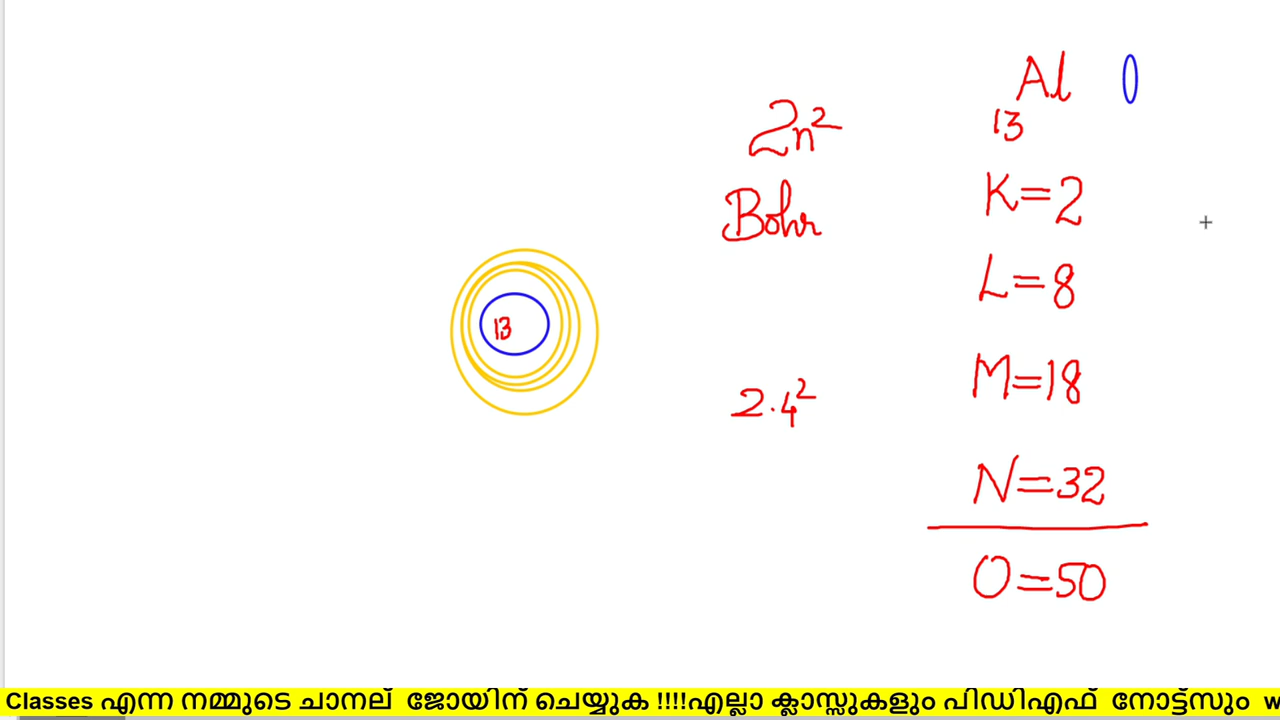 Al
13
2n²
Bohr
K=2
L=8
13
M=18
2.4²
N=32
O=50
Classes എന്ന നമ്മുടെ ചാനല് ജോയിന് ചെയ്യുക !!!!എല്ലാ ക്ലാസ്സുകളും പിഡിഎഫ് നോട്ട്സും w